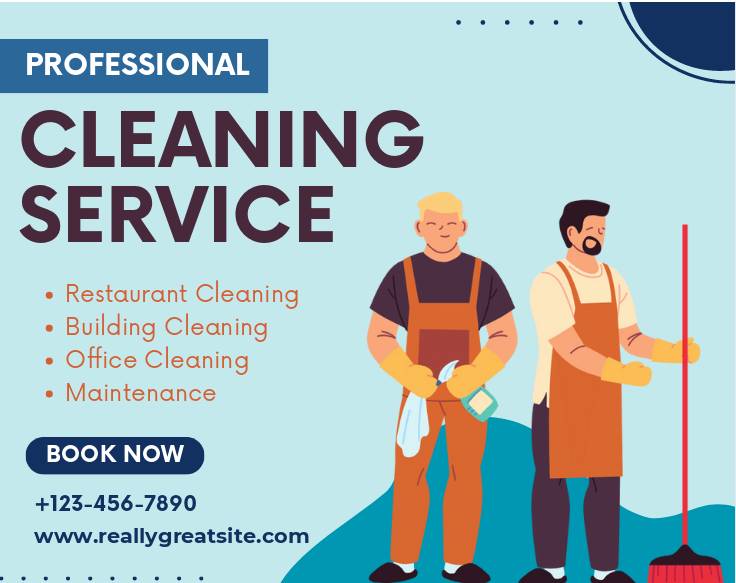 PROFESSIONAL
CLEANING
SERVICE
• Restaurant Cleaning
• Building Cleaning
• Office Cleaning
• Maintenance
BOOK NOW
+123-456-7890
www.reallygreatsite.com